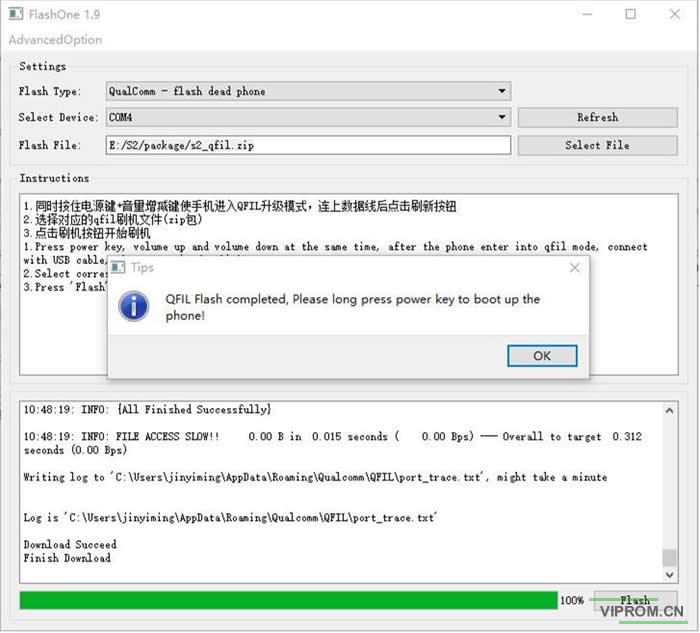 FlashOne 1.9
AdvancedOption
Settings
Flash Type: QualComm - flash dead phone
Select Device: COM4 Refresh
Flash File: E:/S2/package/s2_qfil.zip Select File
Instructions
1.同时按住电源键+音量增减键使手机进入QFIL升级模式，连上数据线后点击刷新按钮
2.选择对应的qfil刷机文件(zip包)
3.点击刷机按钮开始刷机
1.Press power key, volume up and volume down at the same time, after the phone enter into qfil mode, connect
with USB cable,
2.Select corres
3.Press 'Flash'
Tips
QFIL Flash completed, Please long press power key to boot up the
phone!
OK
10:48:19: INFO: {All Finished Successfully}
10:48:19: INFO: FILE ACCESS SLOW!! 0.00 B in 0.015 seconds ( 0.00 Bps) --- Overall to target 0.312
seconds (0.00 Bps)
Writing log to 'C:\Users\jinyiming\AppData\Roaming\Qualcomm\QFIL\port_trace.txt', might take a minute
Log is 'C:\Users\jinyiming\AppData\Roaming\Qualcomm\QFIL\port_trace.txt'
Download Succeed
Finish Download
100% Flash
VIPROM.CN